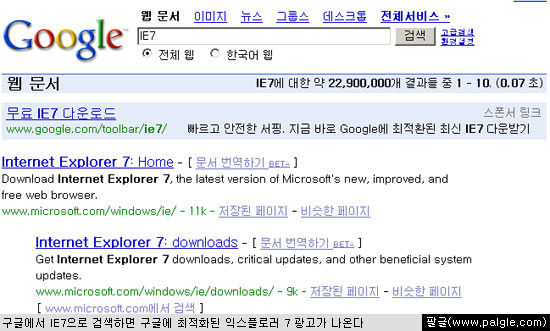 웹 문서 이미지 뉴스 그룹스 데스크톱 전체서비스 »
Google™
IE7 검색 고급검색
환경설정
전체 웹 한국어 웹
웹 문서 IE7에 대한 약 22,900,000개 결과들 중 1 - 10. (0.07 초)
무료 IE7 다운로드 스폰서 링크
www.google.com/toolbar/ie7/ 빠르고 안전한 서핑. 지금 바로 Google에 최적환된 최신 IE7 다운받기
Internet Explorer 7: Home - [ 문서 번역하기 BETA ]
Download Internet Explorer 7, the latest version of Microsoft's new, improved, and
free web browser.
www.microsoft.com/windows/ie/ - 11k - 저장된 페이지 - 비슷한 페이지
Internet Explorer 7: downloads - [ 문서 번역하기 BETA ]
Get Internet Explorer 7 downloads, critical updates, and other beneficial system
updates.
www.microsoft.com/windows/ie/downloads/ - 9k - 저장된 페이지 - 비슷한 페이지
[ www.microsoft.com에서 검색 ]
구글에서 IE7으로 검색하면 구글에 최적화된 익스플로러 7 광고가 나온다 팔글(www.palgle.com)